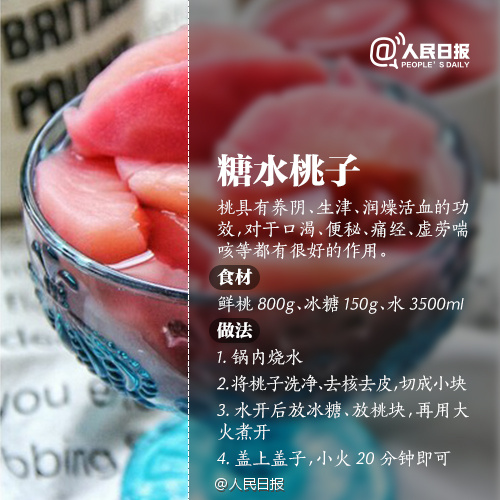 BRITAIN
POUND
@人民日报
PEOPLE'S DAILY
糖水桃子
桃具有养阴、生津、润燥活血的功
效,对于口渴、便秘、痛经、虚劳喘
咳等都有很好的作用。
食材
鲜桃 800g、冰糖 150g、水 3500ml
做法
1. 锅内烧水
2.将桃子洗净、去核去皮,切成小块
3. 水开后放冰糖、放桃块,再用大
火煮开
4. 盖上盖子,小火 20 分钟即可
@人民日报
you